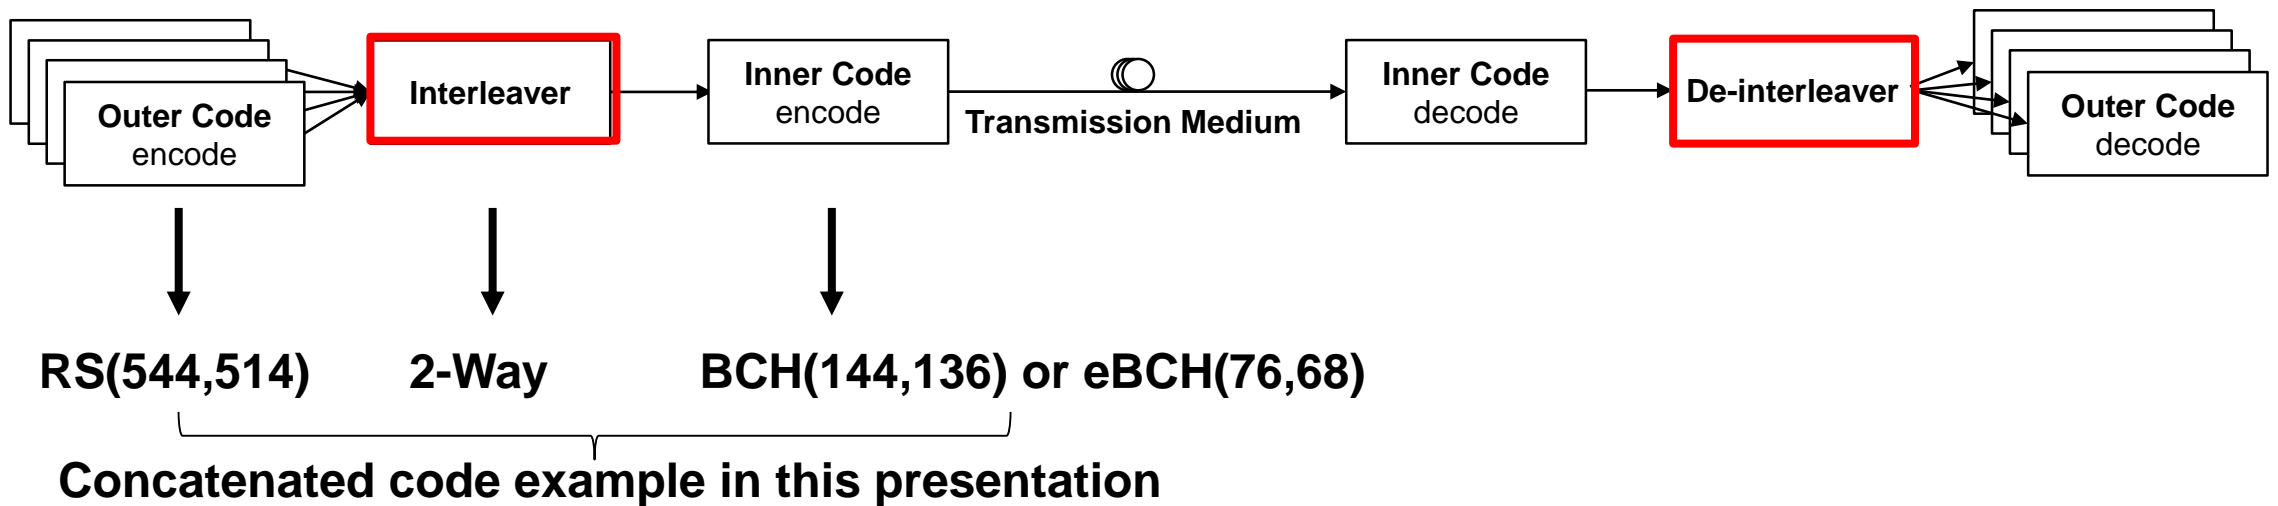 Outer Code
encode
Interleaver
Inner Code
encode
Transmission Medium
Inner Code
decode
De-interleaver
Outer Code
decode
RS(544,514)
2-Way
BCH(144,136) or eBCH(76,68)
Concatenated code example in this presentation